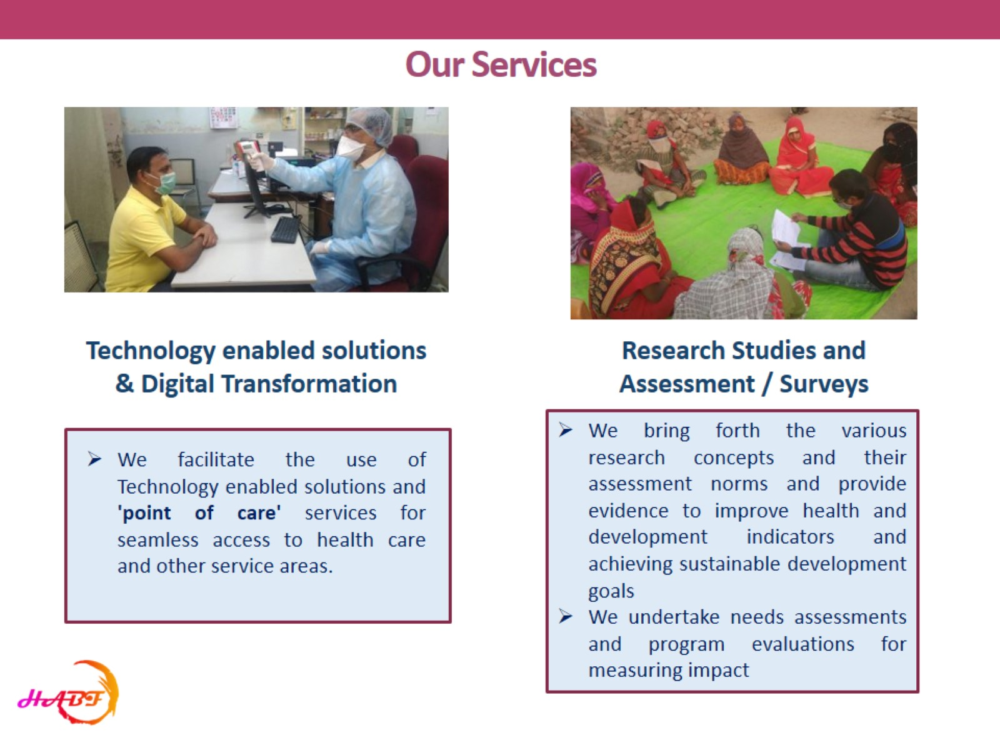 Our Services
Technology enabled solutions
& Digital Transformation
➢ We facilitate the use of
Technology enabled solutions and
'point of care' services for
seamless access to health care
and other service areas.
Research Studies and
Assessment / Surveys
➢ We bring forth the various
research concepts and their
assessment norms and provide
evidence to improve health and
development indicators and
achieving sustainable development
goals
➢ We undertake needs assessments
and program evaluations for
measuring impact
HABF